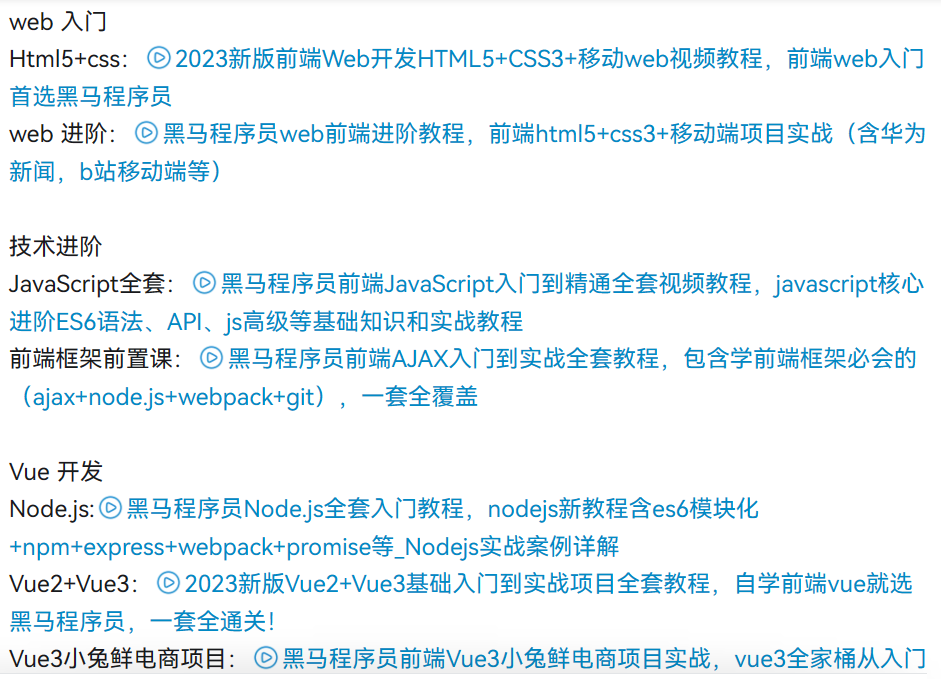 web 入门
Html5+css： 2023新版前端Web开发HTML5+CSS3+移动web视频教程，前端web入门
首选黑马程序员
web 进阶： 黑马程序员web前端进阶教程，前端html5+css3+移动端项目实战（含华为
新闻，b站移动端等）
技术进阶
JavaScript全套： 黑马程序员前端JavaScript入门到精通全套视频教程，javascript核心
进阶ES6语法、API、js高级等基础知识和实战教程
前端框架前置课： 黑马程序员前端AJAX入门到实战全套教程，包含学前端框架必会的
（ajax+node.js+webpack+git），一套全覆盖
Vue 开发
Node.js: 黑马程序员Node.js全套入门教程，nodejs新教程含es6模块化
+npm+express+webpack+promise等_Nodejs实战案例详解
Vue2+Vue3： 2023新版Vue2+Vue3基础入门到实战项目全套教程，自学前端vue就选
黑马程序员，一套全通关！
Vue3小兔鲜电商项目： 黑马程序员前端Vue3小兔鲜电商项目实战，vue3全家桶从入门